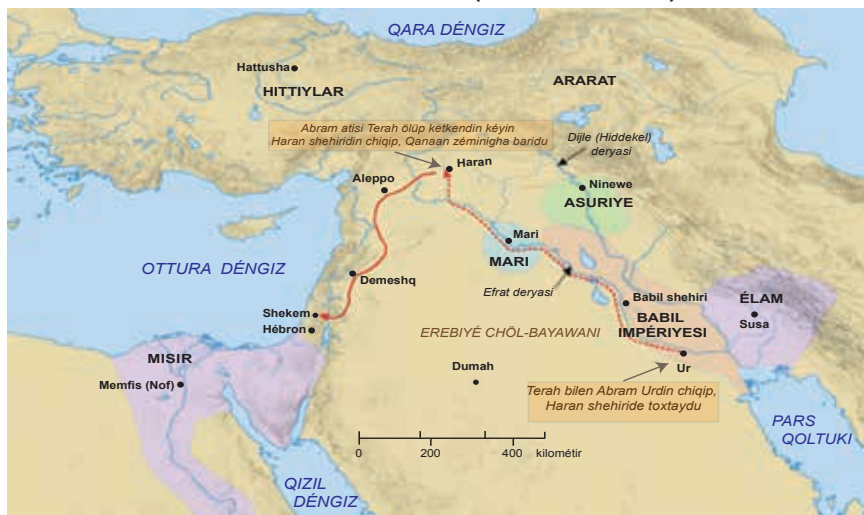 QARA DÉNGIZ
Hattusha
HITTIYLAR
ARARAT
Abram atisi Terah ölüp ketkendin kéyin
Haran shehiridin chiqip, Qanaan zéminigha baridu
Dijle (Hiddekel)
deryasi
Haran
Aleppo
Ninewe
ASURIYE
Mari
MARI
OTTURA DÉNGIZ
Demeshq
Efrat deryasi
Babil shehiri
ÉLAM
Shekem
Hébron
BABIL
IMPÉRIYESI
Susa
EREBIYÉ CHÖL-BAYAWANI
MISIR
Memfis (Nof)
Dumah
Ur
Terah bilen Abram Urdin chiqip,
Haran shehiride toxtaydu
PARS
QOLTUKI
0 200 400 kilométir
QIZIL
DÉNGIZ